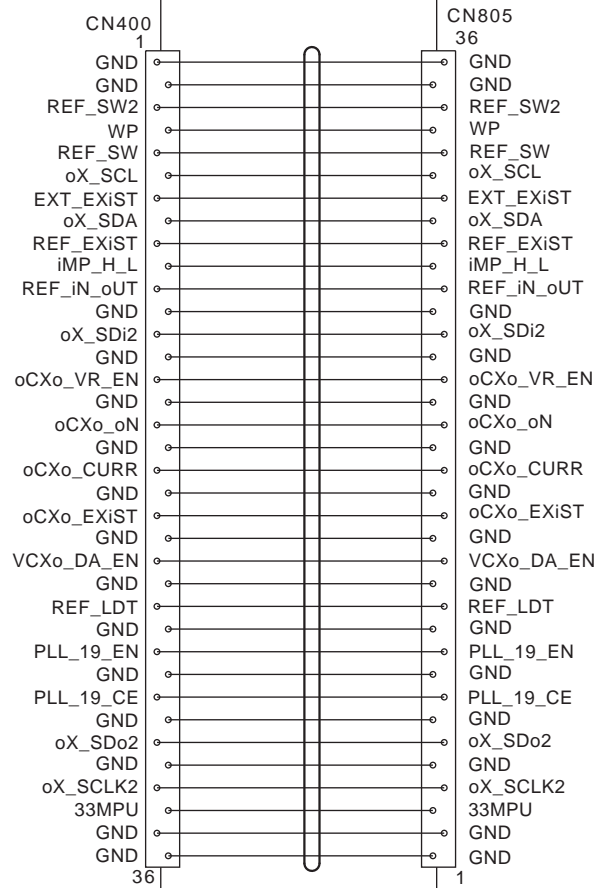 CN400 CN805
1 36
GND GND
GND GND
REF_SW2 REF_SW2
WP WP
REF_SW REF_SW
oX_SCL oX_SCL
EXT_EXiST EXT_EXiST
oX_SDA oX_SDA
REF_EXiST REF_EXiST
iMP_H_L iMP_H_L
REF_iN_oUT REF_iN_oUT
GND GND
oX_SDi2 oX_SDi2
GND GND
oCXo_VR_EN oCXo_VR_EN
GND GND
oCXo_oN oCXo_oN
GND GND
oCXo_CURR oCXo_CURR
GND GND
oCXo_EXiST oCXo_EXiST
GND GND
VCXo_DA_EN VCXo_DA_EN
GND GND
REF_LDT REF_LDT
GND GND
PLL_19_EN PLL_19_EN
GND GND
PLL_19_CE PLL_19_CE
GND GND
oX_SDo2 oX_SDo2
GND GND
oX_SCLK2 oX_SCLK2
33MPU 33MPU
GND GND
GND GND
36 1